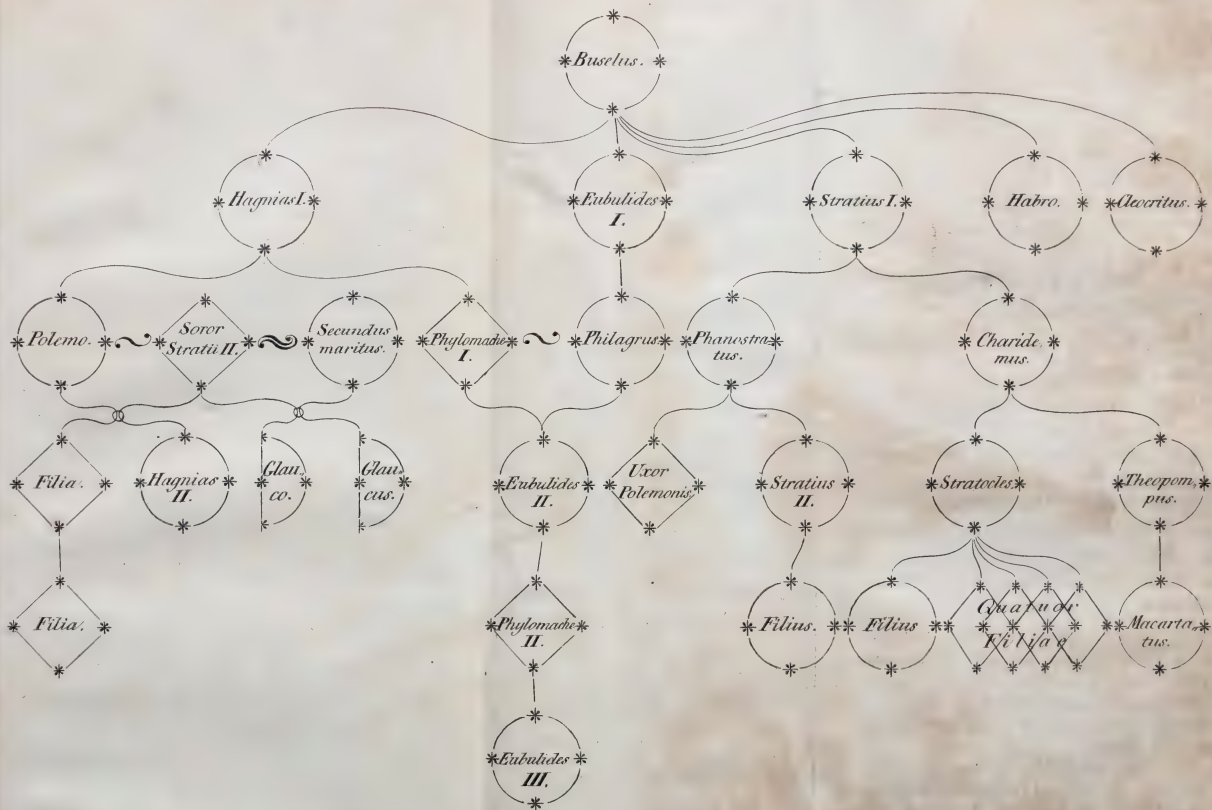 Buselus.
Hagnias I.
Eubulides
I.
Stratius I.
Habro.
Cleocritus.
Polemo.
Soror
Stratii II.
Secundus
maritus.
Phylomache
I.
Philagrus
Phanostra
tus.
Charide,
mus.
Filia.
Hagnias
II.
Glau,
co.
Glau,
cus.
Eubulides
II.
Uxor
Polemonis.
Stratius
II.
Stratocles.
Theopom,
pus.
Filia.
Phylomache
II.
Filius.
Filius
Quatuor
Filiae
Macarta,
tus.
Eubulides
III.